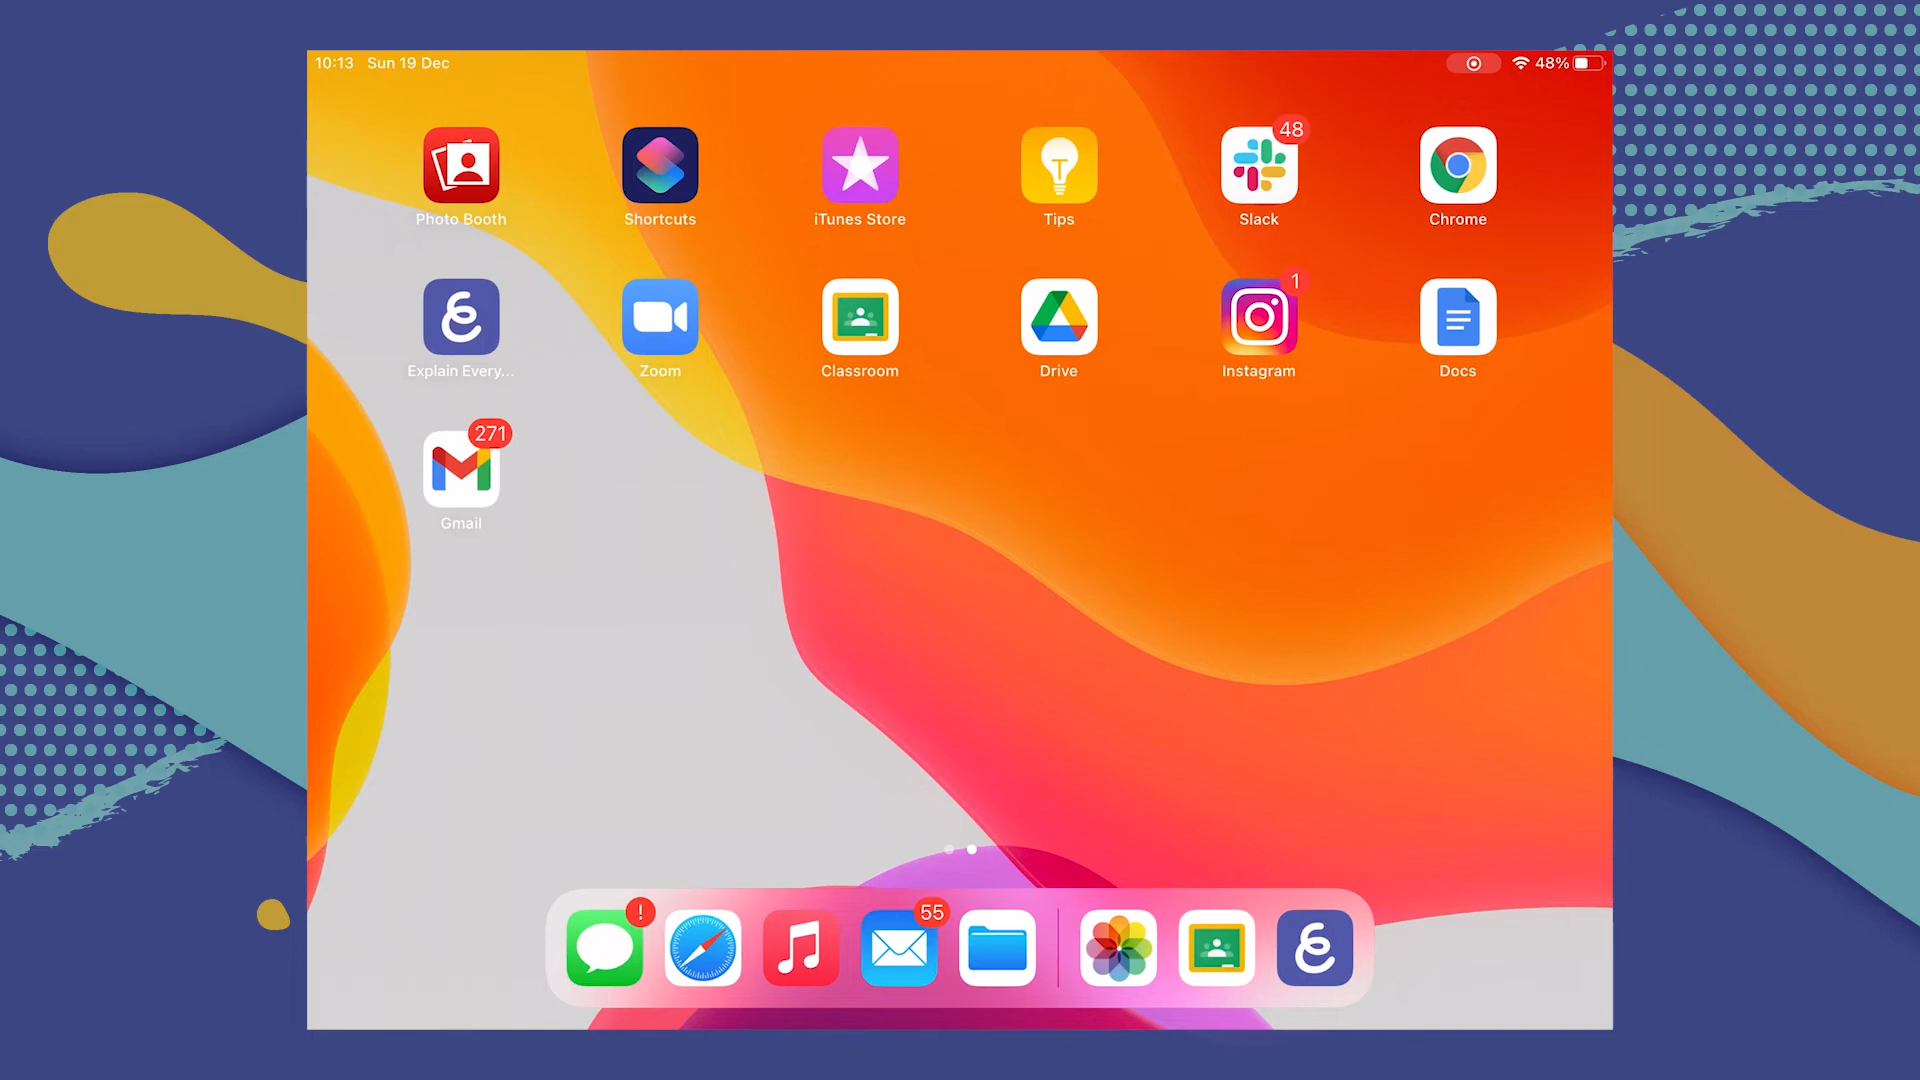 10:13 Sun 19 Dec 48%
48
Photo Booth Shortcuts iTunes Store Tips Slack Chrome
1
Explain Every... Zoom Classroom Drive Instagram Docs
271
Gmail
! 55